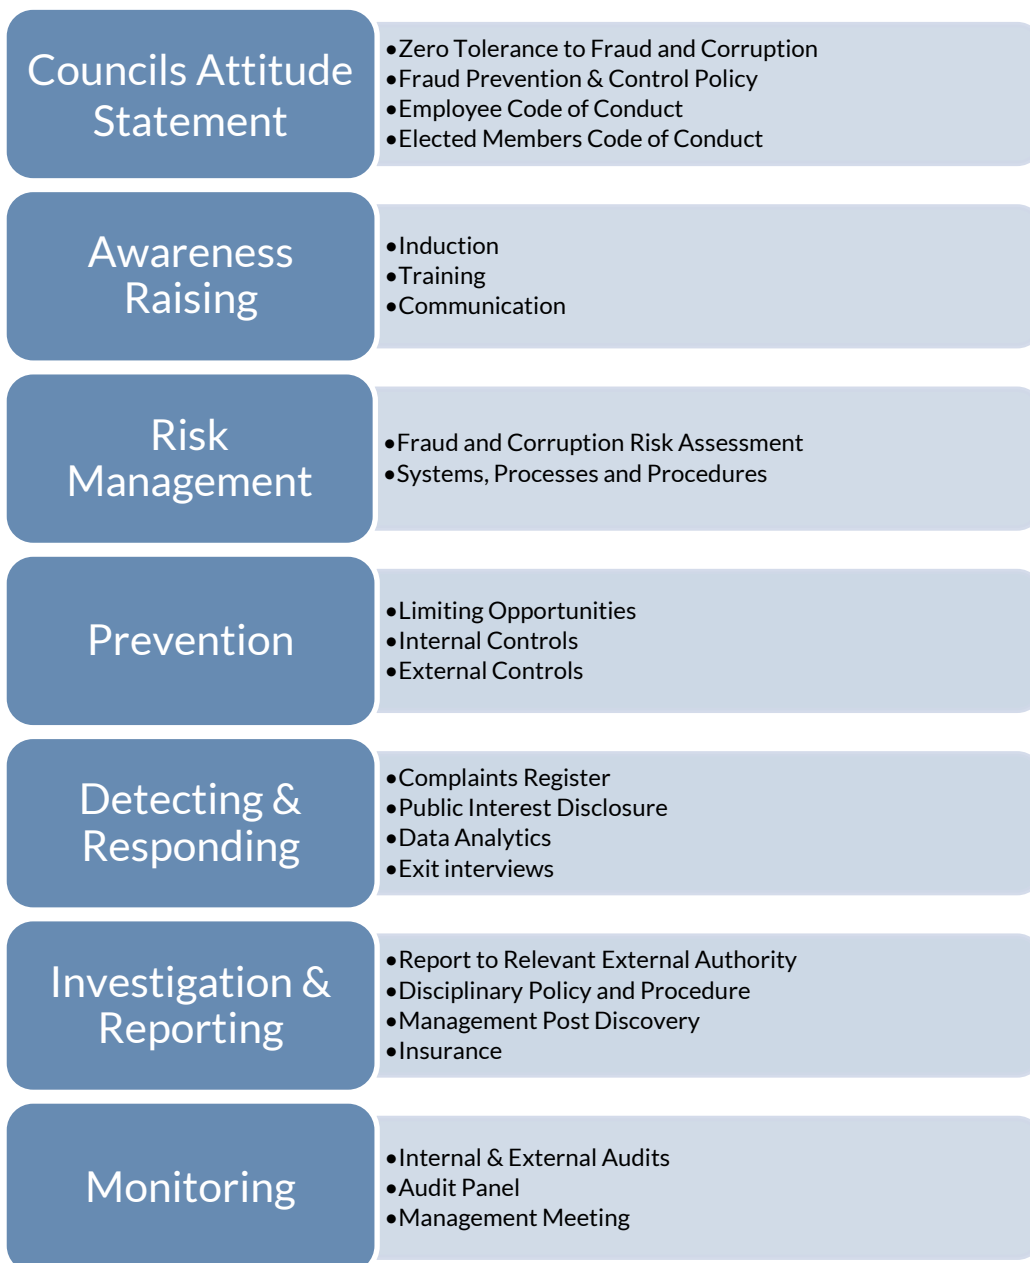 Councils Attitude
Statement
•Zero Tolerance to Fraud and Corruption
•Fraud Prevention & Control Policy
•Employee Code of Conduct
•Elected Members Code of Conduct
Awareness
Raising
•Induction
•Training
•Communication
Risk
Management
•Fraud and Corruption Risk Assessment
•Systems, Processes and Procedures
Prevention
•Limiting Opportunities
•Internal Controls
•External Controls
Detecting &
Responding
•Complaints Register
•Public Interest Disclosure
•Data Analytics
•Exit interviews
Investigation &
Reporting
•Report to Relevant External Authority
•Disciplinary Policy and Procedure
•Management Post Discovery
•Insurance
Monitoring
•Internal & External Audits
•Audit Panel
•Management Meeting